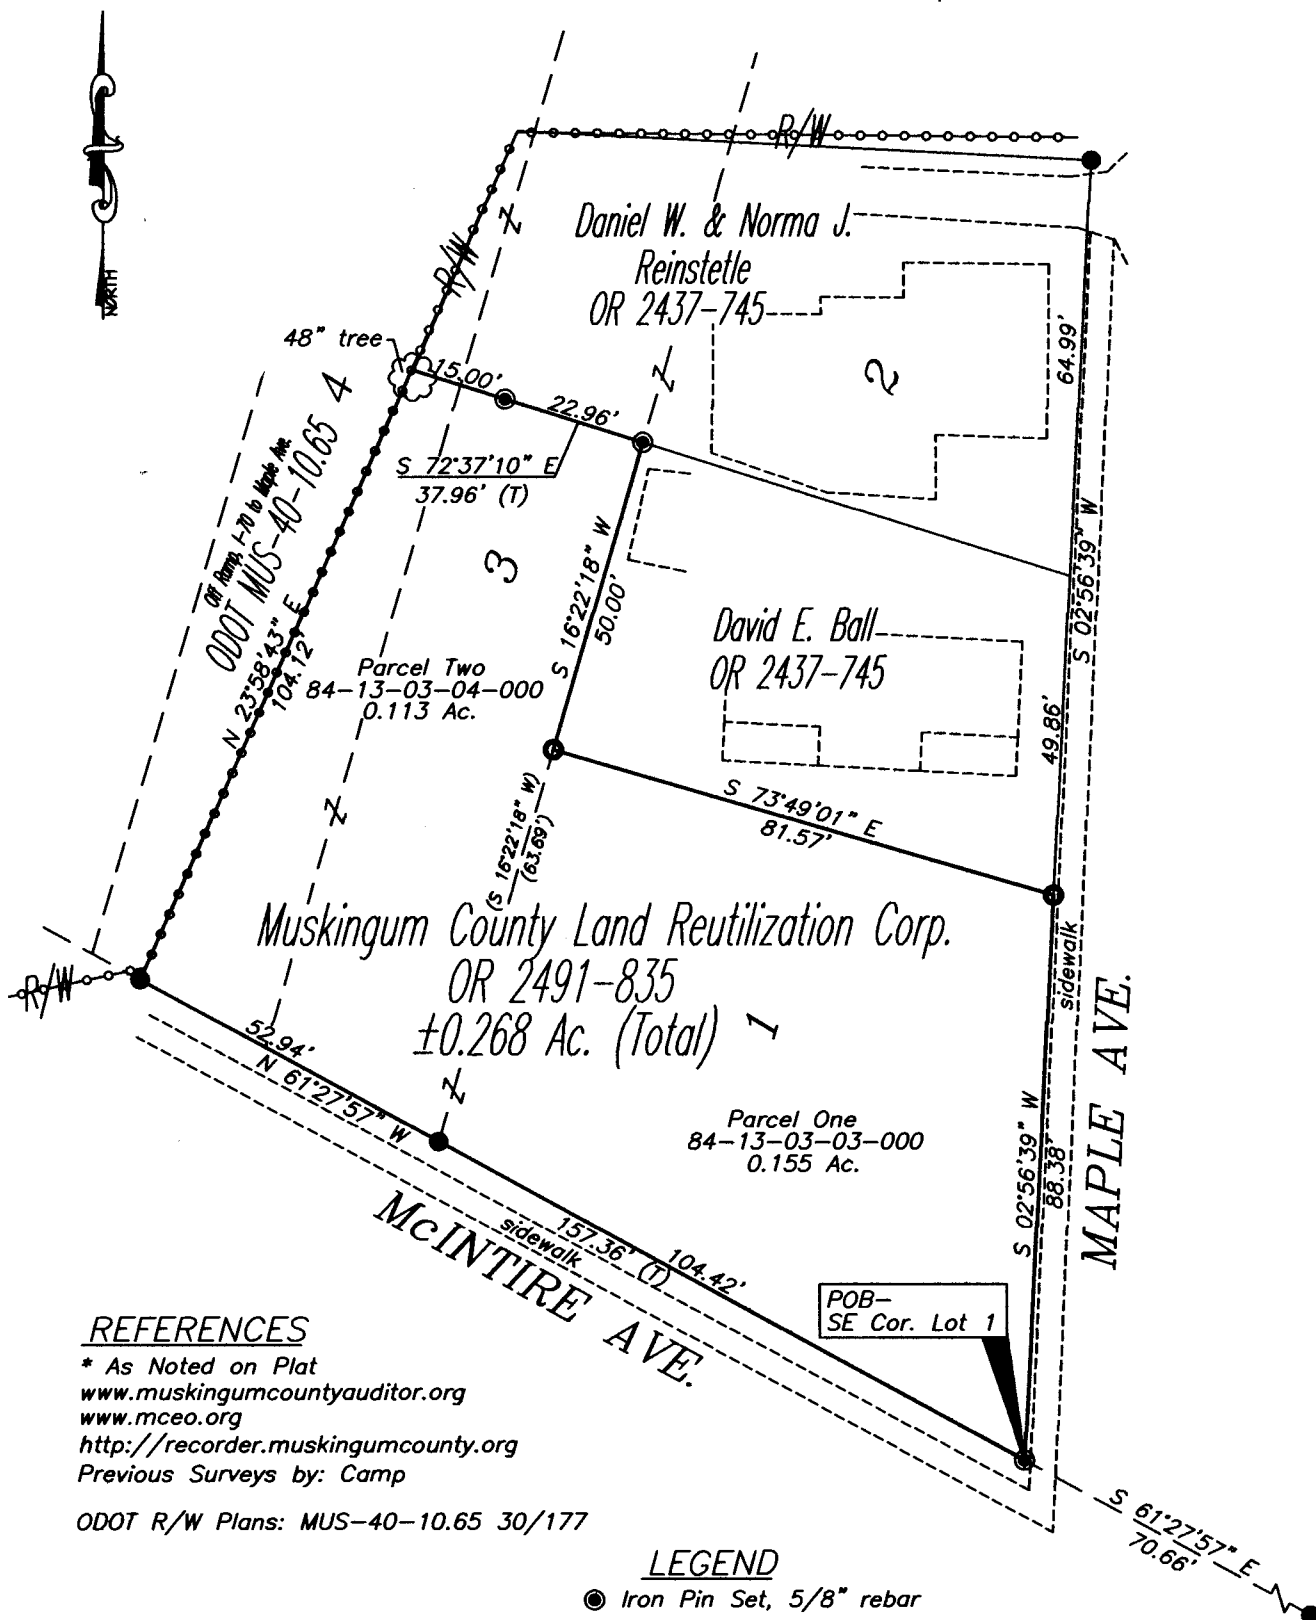 NORTH
R/W
Daniel W. & Norma J.
Reinstetle
OR 2437-745
R/W
48" tree
15.00'
22.96'
S 72°37'10" E
37.96' (T)
2
64.99'
4
Off Ramp, I-70 to Maple Ave.
ODOT MUS-40-10.65
3
S 16°22'18" W
50.00'
S 02°56'39" W
N 23°58'43" E
104.12'
Parcel Two
84-13-03-04-000
0.113 Ac.
David E. Ball
OR 2437-745
49.86'
S 73°49'01" E
81.57'
(S 16°22'18" W)
(63.69')
Muskingum County Land Reutilization Corp.
OR 2491-835
±0.268 Ac. (Total)
1
sidewalk
R/W
52.94'
N 61°27'57" W
Parcel One
84-13-03-03-000
0.155 Ac.
S 02°56'39" W
88.38'
MAPLE AVE.
McINTIRE AVE.
sidewalk
157.36' (T)
104.42'
POB-
SE Cor. Lot 1
S 61°27'57" E
70.66'
REFERENCES
* As Noted on Plat
www.muskingumcountyauditor.org
www.mceo.org
http://recorder.muskingumcounty.org
Previous Surveys by: Camp
ODOT R/W Plans: MUS-40-10.65 30/177
LEGEND
Iron Pin Set, 5/8" rebar